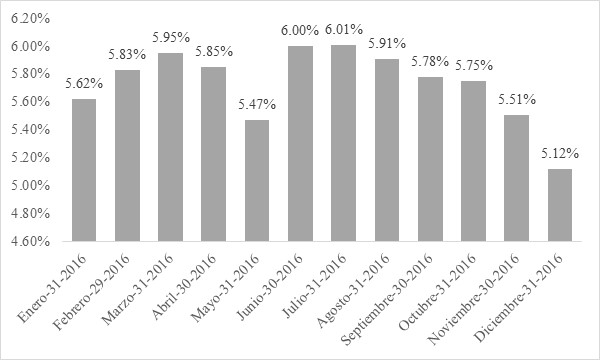 6.20%
6.00%
5.80%
5.60%
5.40%
5.20%
5.00%
4.80%
4.60%
5.62%
5.83%
5.95%
5.85%
5.47%
6.00%
6.01%
5.91%
5.78%
5.75%
5.51%
5.12%
Enero-31-2016
Febrero-29-2016
Marzo-31-2016
Abril-30-2016
Mayo-31-2016
Junio-30-2016
Julio-31-2016
Agosto-31-2016
Septiembre-30-2016
Octubre-31-2016
Noviembre-30-2016
Diciembre-31-2016